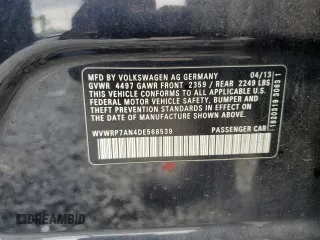 MFD BY VOLKSWAGEN AG GERMANY 04/13
GVWR 4497 GAWR FRONT 2359 / REAR 2249 LBS
THIS VEHICLE CONFORMS TO ALL APPLICABLE U.S.
FEDERAL MOTOR VEHICLE SAFETY, BUMPER AND
THEFT PREVENTION STANDARDS IN EFFECT ON THE
DATE OF MANUFACTURE SHOWN ABOVE.
WVWRP7AN4DE568539 PASSENGER CAR
DREAMBID